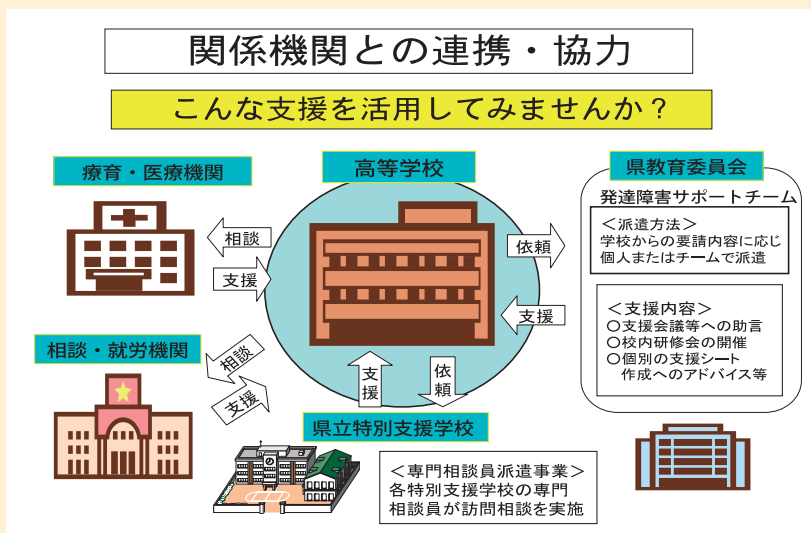 関係機関との連携・協力
こんな支援を活用してみませんか？
療育・医療機関
高等学校
県教育委員会
発達障害サポートチーム
＜派遣方法＞
学校からの要請内容に応じ
個人またはチームで派遣
相談
支援
依頼
支援
＜支援内容＞
○支援会議等への助言
○校内研修会の開催
○個別の支援シート
作成へのアドバイス等
相談・就労機関
相談
支援
支援
依頼
県立特別支援学校
＜専門相談員派遣事業＞
各特別支援学校の専門
相談員が訪問相談を実施